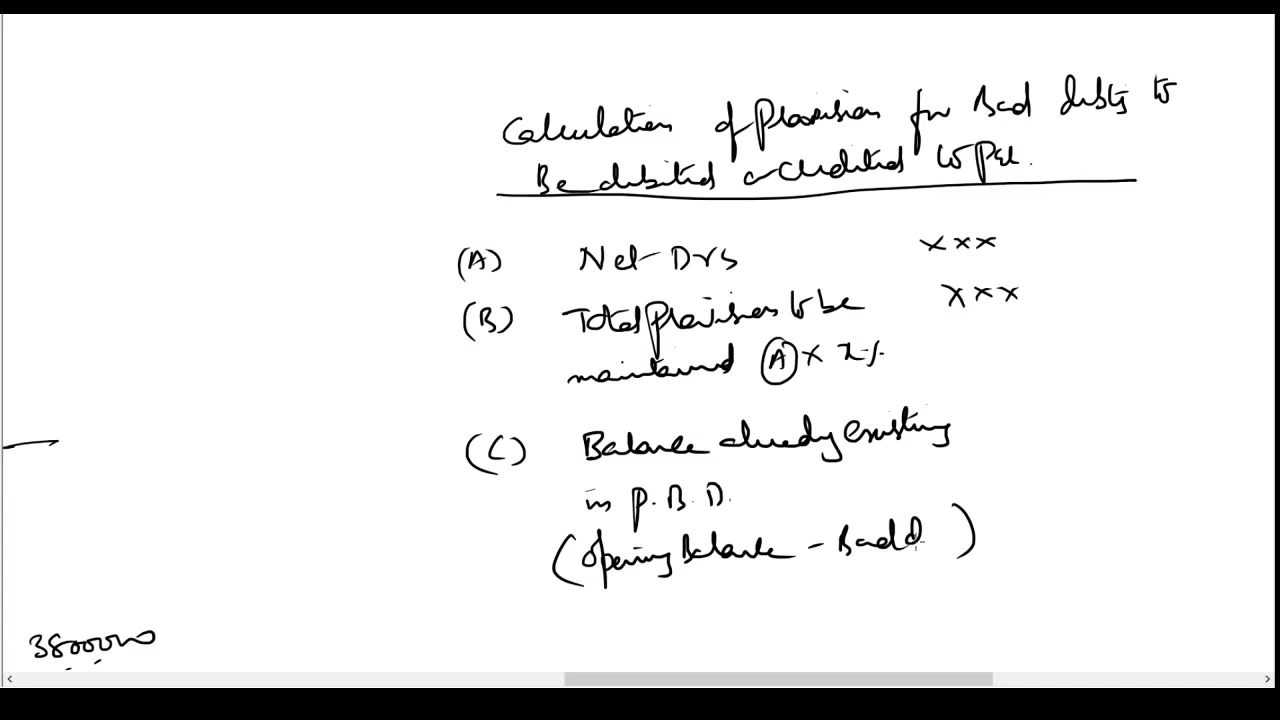 Calculation of Provision for Bad debts to
Be debited or credited to P&L.
(A) Net Drs xxx
(B) Total Provision to be xxx
maintained (A) x x%
(C) Balance already existing
in P.B.D.
(Opening Balance - Bad D )
3800000